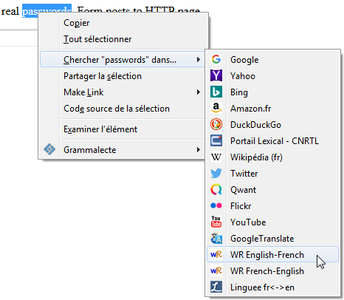 real passwords. Form posts to HTTP page
Copier
Tout sélectionner
Chercher "passwords" dans...
Partager la sélection
Make Link
Code source de la sélection
Examiner l'élément
Grammalecte
Google
Yahoo
Bing
Amazon.fr
DuckDuckGo
Portail Lexical - CNRTL
Wikipédia (fr)
Twitter
Qwant
Flickr
YouTube
GoogleTranslate
WR English-French
WR French-English
Linguee fr<->en